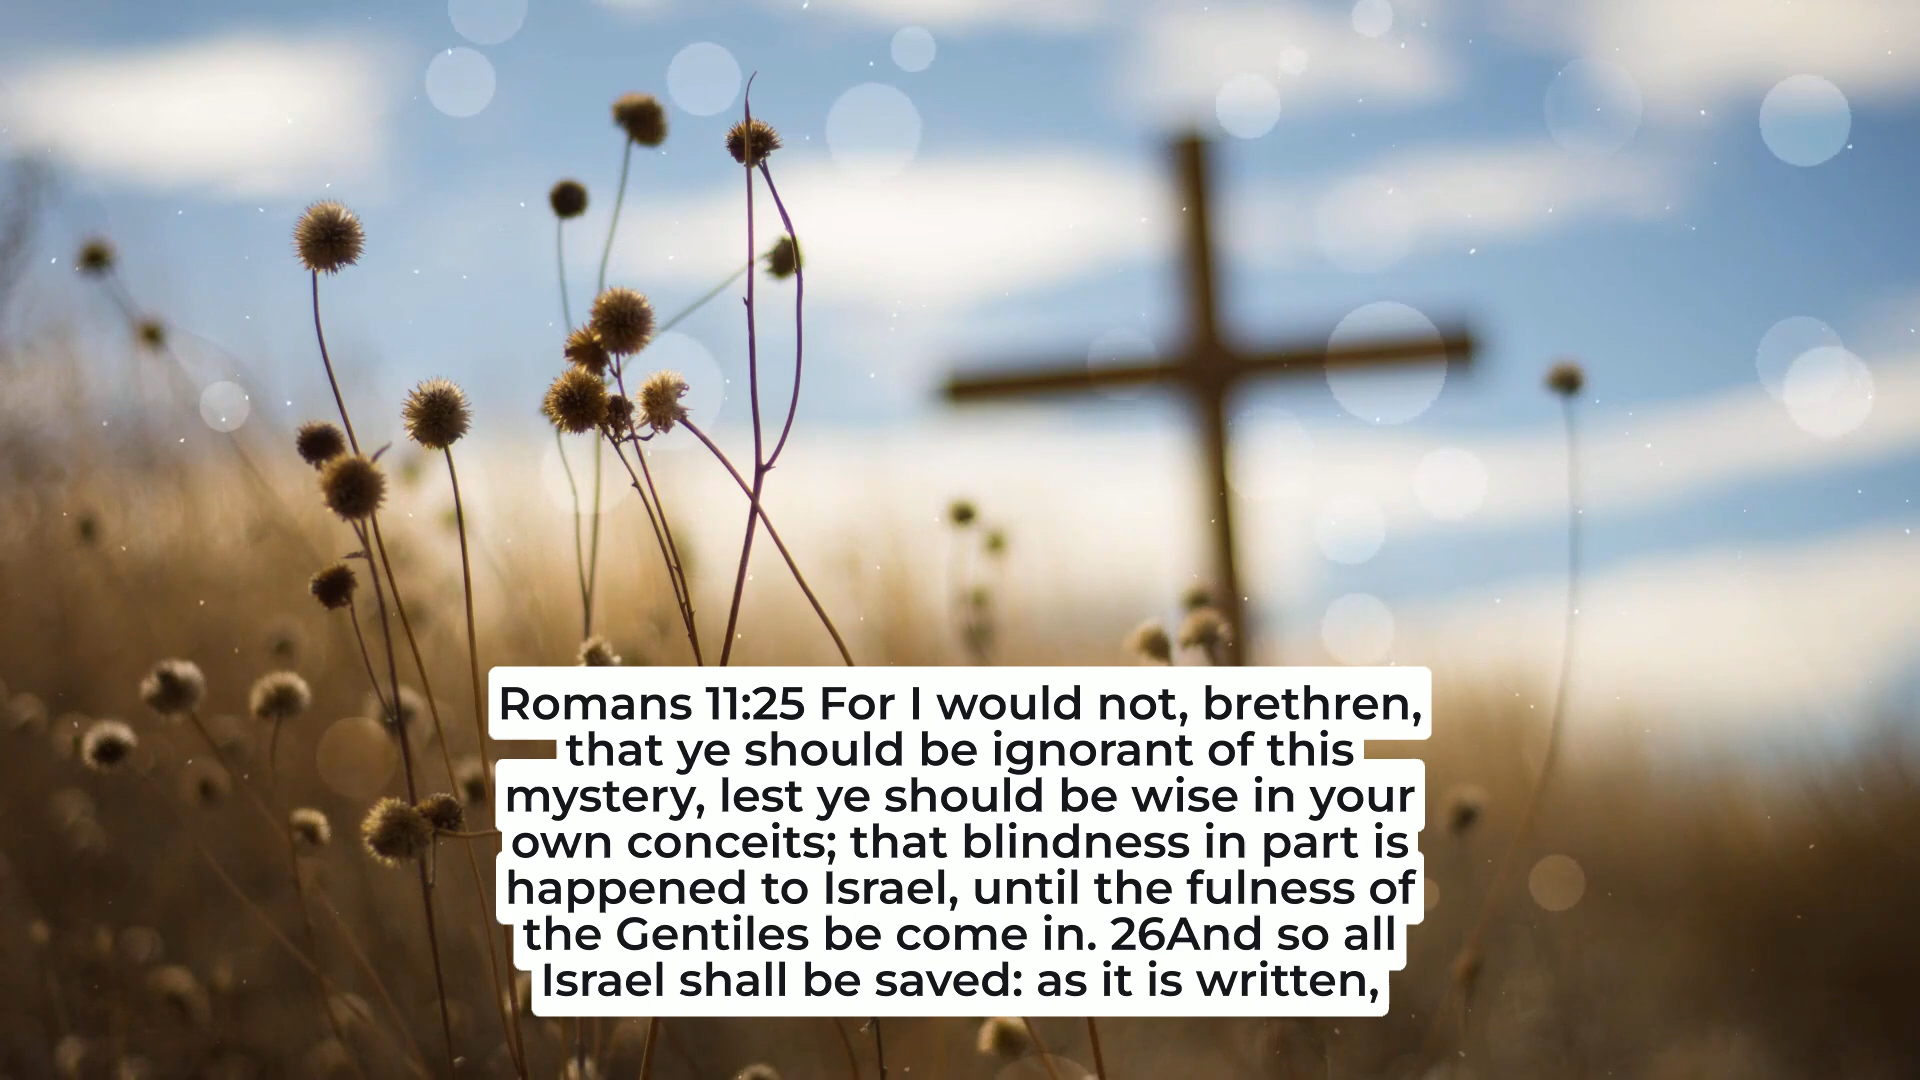 Romans 11:25 For I would not, brethren,
that ye should be ignorant of this
mystery, lest ye should be wise in your
own conceits; that blindness in part is
happened to Israel, until the fulness of
the Gentiles be come in. 26And so all
Israel shall be saved: as it is written,